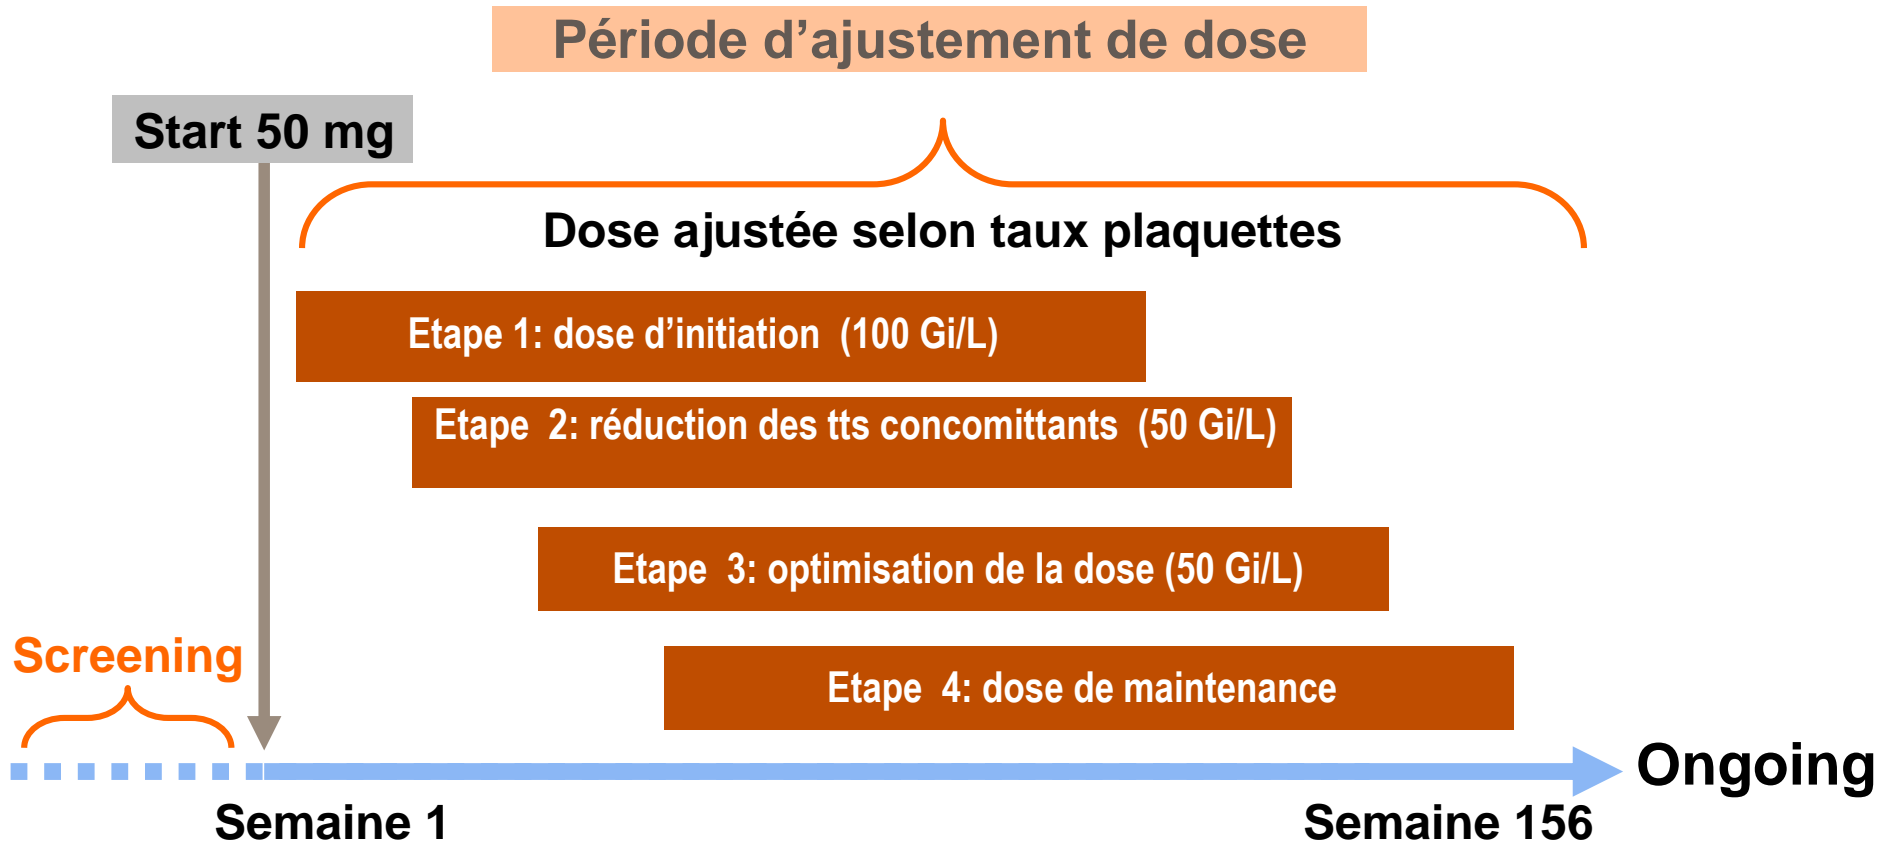 Période d’ajustement de dose
Start 50 mg
Dose ajustée selon taux plaquettes
Etape 1: dose d’initiation (100 Gi/L)
Etape 2: réduction des tts concomittants (50 Gi/L)
Etape 3: optimisation de la dose (50 Gi/L)
Screening
Etape 4: dose de maintenance
Ongoing
Semaine 1
Semaine 156